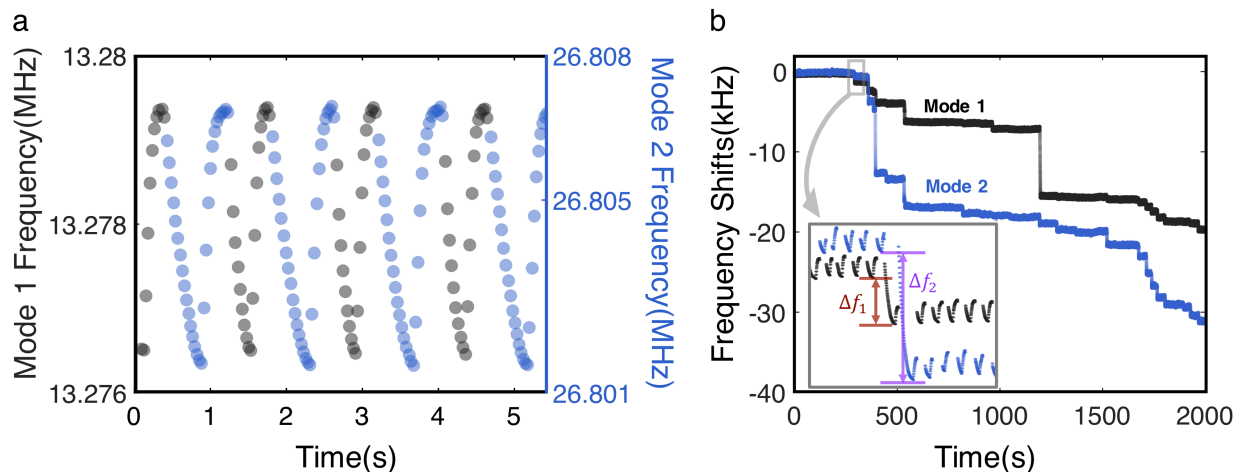 a
Mode 1 Frequency(MHz)
13.28
13.278
13.276
0
1
2
3
4
5
Time(s)
26.808
26.805
26.801
Mode 2 Frequency(MHz)
b
Frequency Shifts(kHz)
0
-10
-20
-30
-40
Mode 1
Mode 2
Δf₁
Δf₂
0
500
1000
1500
2000
Time(s)